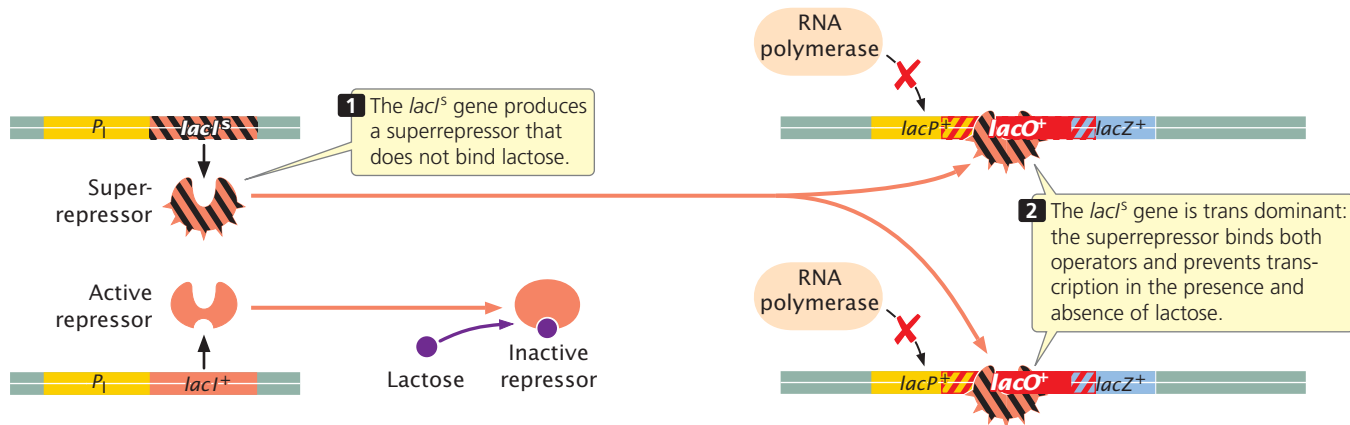 P_I
lacI^s
Super-
repressor
1 The lacI^s gene produces
a superrepressor that
does not bind lactose.
Active
repressor
P_I
lacI^+
Lactose
Inactive
repressor
RNA
polymerase
lacP^+
lacO^+
lacZ^+
2 The lacI^s gene is trans dominant:
the superrepressor binds both
operators and prevents trans-
cription in the presence and
absence of lactose.
RNA
polymerase
lacP^+
lacO^+
lacZ^+